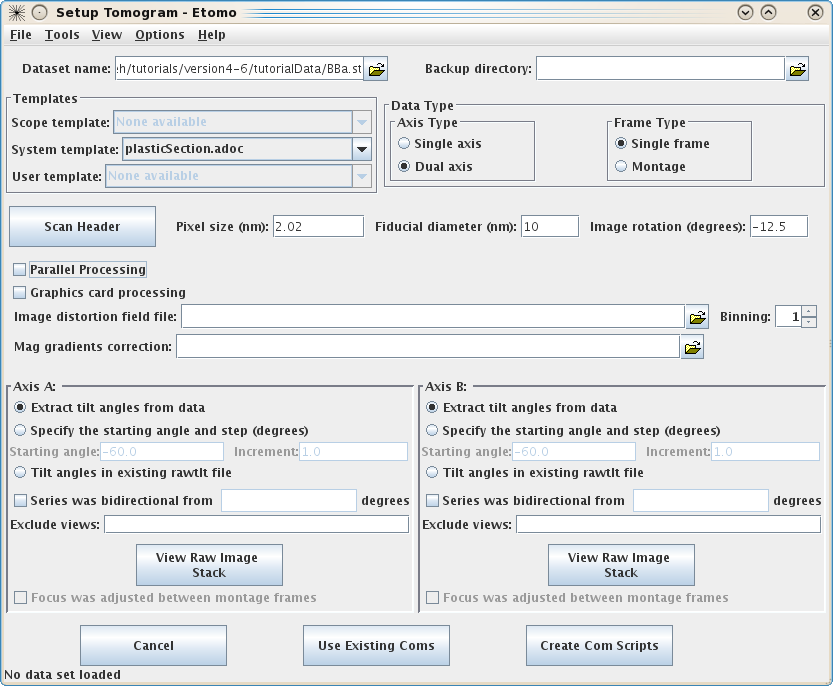 Setup Tomogram - Etomo
File Tools View Options Help
Dataset name: h/tutorials/version4-6/tutorialData/BBa.st Backup directory:
Templates
Scope template: None available
System template: plasticSection.adoc
User template: None available
Data Type
Axis Type
Single axis
Dual axis
Frame Type
Single frame
Montage
Scan Header Pixel size (nm): 2.02 Fiducial diameter (nm): 10 Image rotation (degrees): -12.5
Parallel Processing
Graphics card processing
Image distortion field file: Binning: 1
Mag gradients correction:
Axis A:
Extract tilt angles from data
Specify the starting angle and step (degrees)
Starting angle: -60.0 Increment: 1.0
Tilt angles in existing rawtlt file
Series was bidirectional from degrees
Exclude views:
View Raw Image
Stack
Focus was adjusted between montage frames
Axis B:
Extract tilt angles from data
Specify the starting angle and step (degrees)
Starting angle: -60.0 Increment: 1.0
Tilt angles in existing rawtlt file
Series was bidirectional from degrees
Exclude views:
View Raw Image
Stack
Focus was adjusted between montage frames
Cancel Use Existing Coms Create Com Scripts
No data set loaded